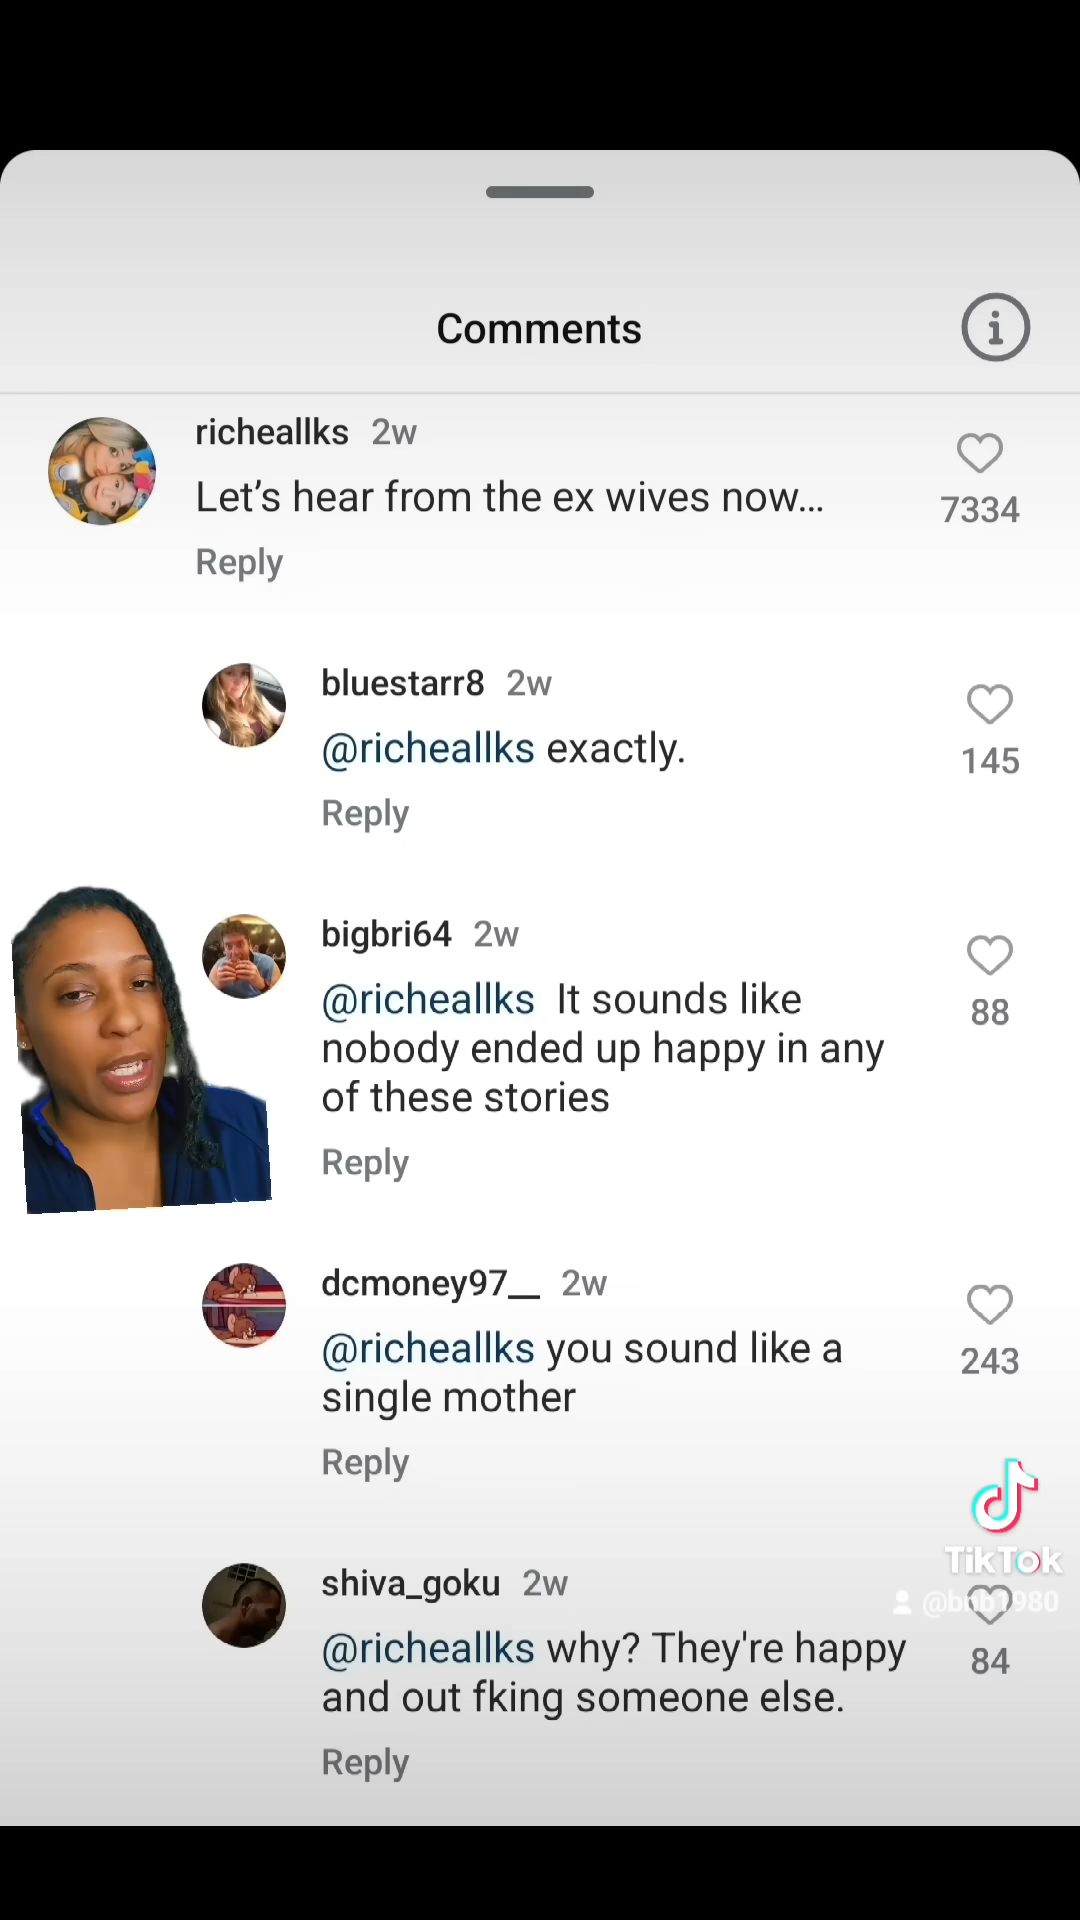 Comments
richeallks 2w
Let’s hear from the ex wives now...
7334
Reply
bluestarr8 2w
@richeallks exactly.
145
Reply
bigbri64 2w
@richeallks It sounds like
nobody ended up happy in any
of these stories
88
Reply
dcmoney97__ 2w
@richeallks you sound like a
single mother
243
Reply
TikTok
@bnb1980
shiva_goku 2w
@richeallks why? They're happy
and out fking someone else.
84
Reply